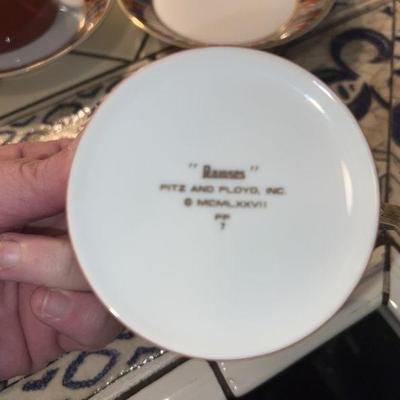 "Ramses"
FITZ AND FLOYD, INC.
© MCMLXXVII
FF
7